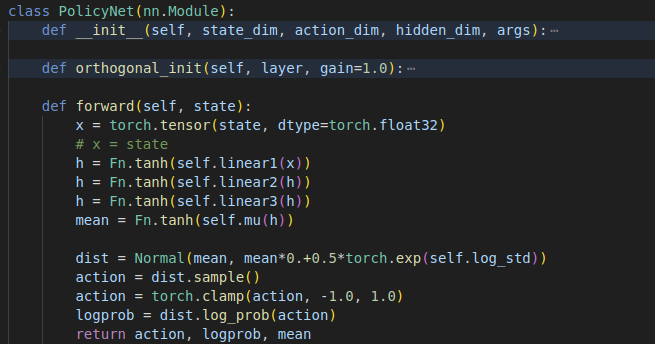 class PolicyNet(nn.Module):
    def __init__(self, state_dim, action_dim, hidden_dim, args):⋯
    def orthogonal_init(self, layer, gain=1.0):⋯
    def forward(self, state):
        x = torch.tensor(state, dtype=torch.float32)
        # x = state
        h = Fn.tanh(self.linear1(x))
        h = Fn.tanh(self.linear2(h))
        h = Fn.tanh(self.linear3(h))
        mean = Fn.tanh(self.mu(h))
        dist = Normal(mean, mean*0.+0.5*torch.exp(self.log_std))
        action = dist.sample()
        action = torch.clamp(action, -1.0, 1.0)
        logprob = dist.log_prob(action)
        return action, logprob, mean